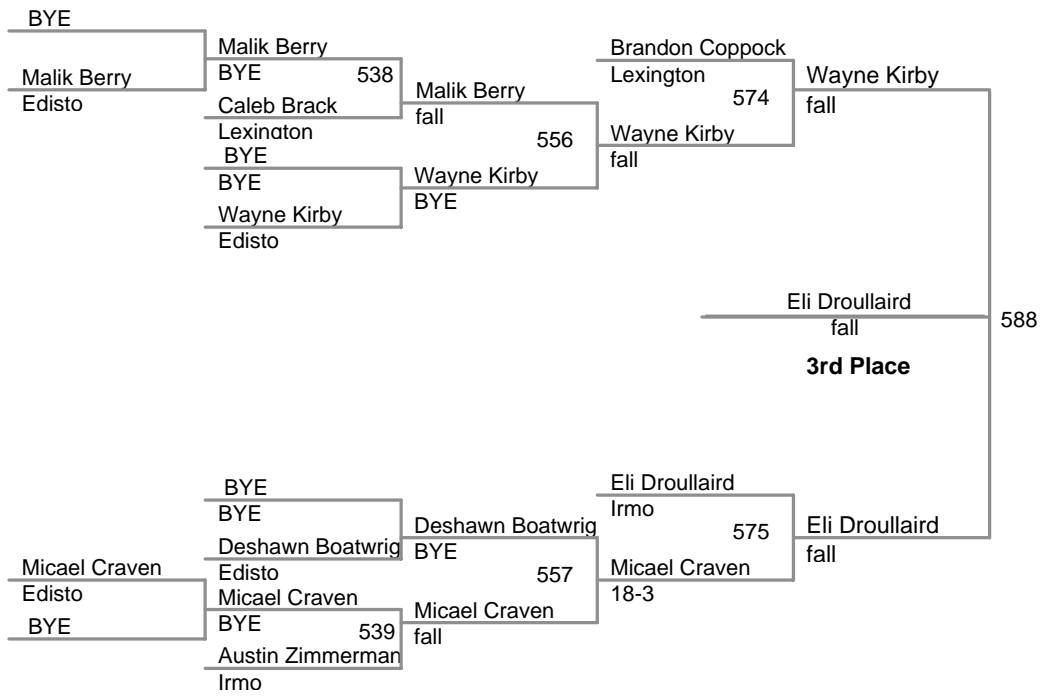 BYE
Malik Berry
Edisto
Malik Berry
BYE
538
Caleb Brack
Lexington
BYE
BYE
Wayne Kirby
Edisto
Malik Berry
fall
556
Wayne Kirby
BYE
Brandon Coppock
Lexington
574
Wayne Kirby
fall
Wayne Kirby
fall
Eli Droullaird
fall
588
3rd Place
BYE
BYE
Deshawn Boatwrig
Edisto
Micael Craven
Edisto
BYE
Micael Craven
BYE
539
Austin Zimmerman
Irmo
Deshawn Boatwrig
BYE
557
Micael Craven
fall
Eli Droullaird
Irmo
575
Micael Craven
18-3
Eli Droullaird
fall